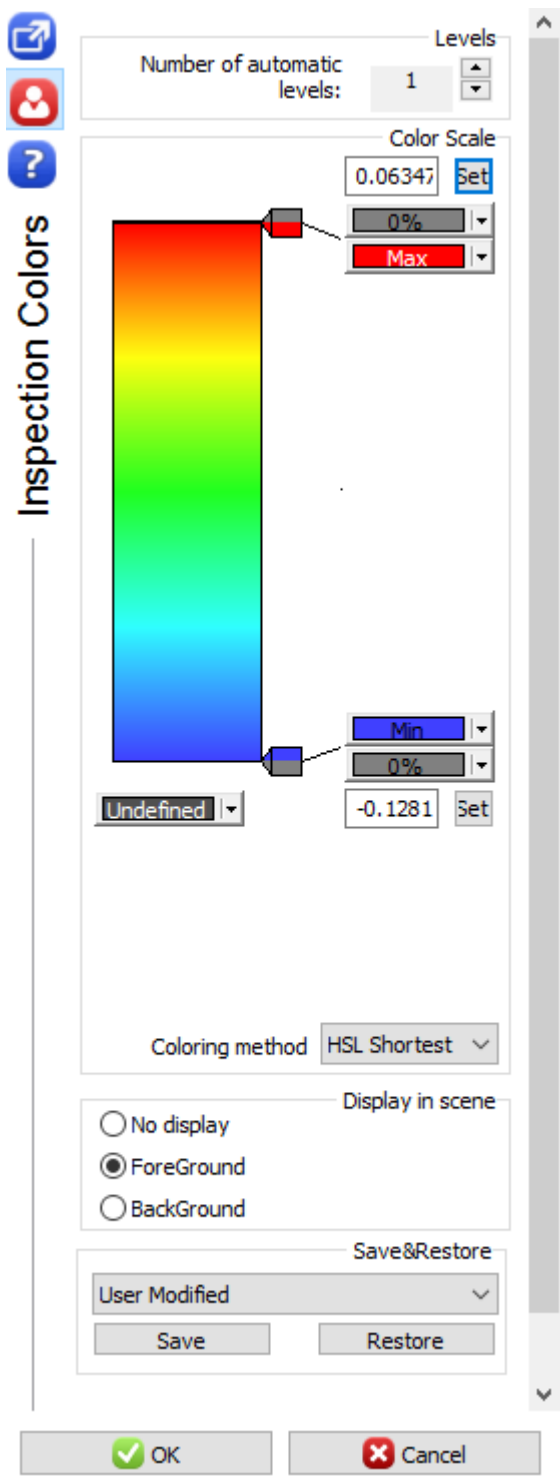 Levels
Number of automatic
levels:
1
Color Scale
0.06347
Set
0%
Max
?
Inspection Colors
Min
0%
Undefined
-0.1281
Set
Coloring method
HSL Shortest
Display in scene
No display
ForeGround
BackGround
Save&Restore
User Modified
Save
Restore
OK
Cancel